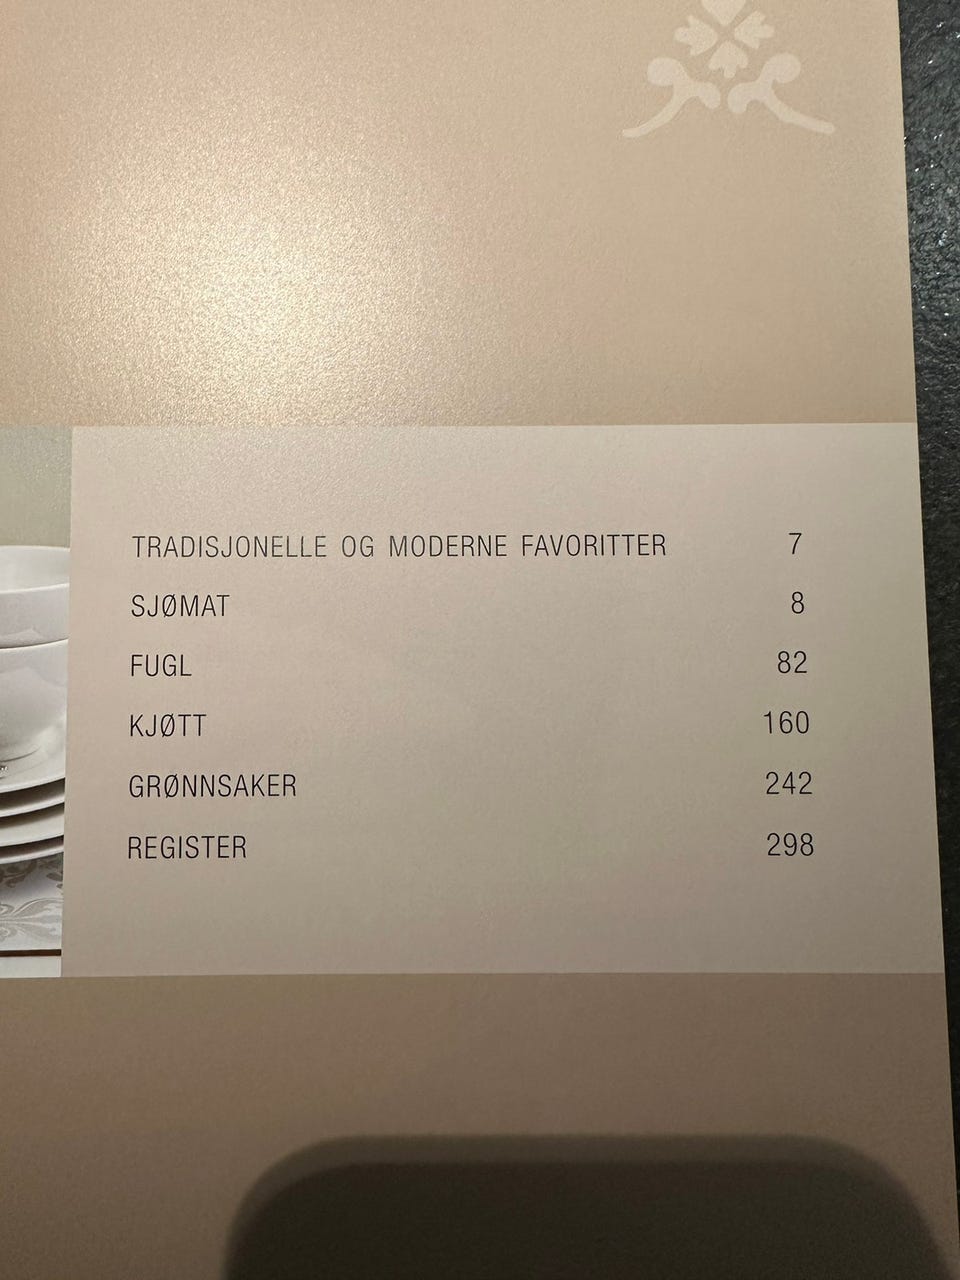 TRADISJONELLE OG MODERNE FAVORITTER 7
SJØMAT 8
FUGL 82
KJØTT 160
GRØNNSAKER 242
REGISTER 298